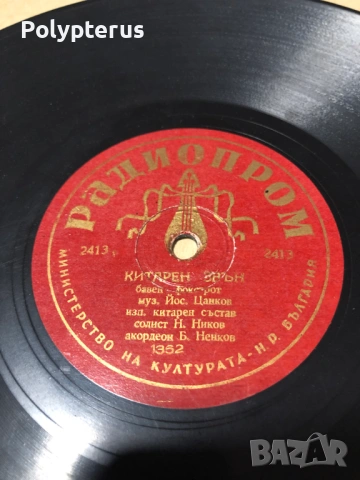 Polypterus
РАДИОПРОМ
2413
2413
КИТАРЕН ЗВЪН
бавен фокстрот
муз. Йос. Цанков
изп. китарен състав
солист Н. Ников
акордеон Б. Ненков
1352
МИНИСТЕРСТВО НА КУЛТУРАТА - Н.Р. БЪЛГАРИЯ
BAZAR